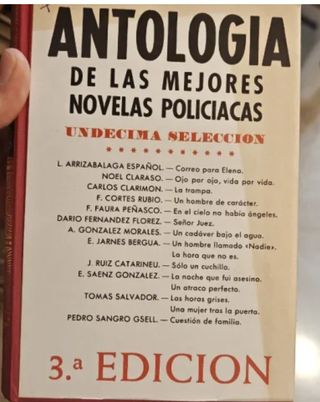 ANTOLOGIA
DE LAS MEJORES
NOVELAS POLICIACAS
UNDECIMA SELECCION
* * * * * * * * * * *
L. ARRIZABALAGA ESPAÑOL. — Correo para Elena.
NOEL CLARASO. — Ojo por ojo, vida por vida.
CARLOS CLARIMON. — La trampa.
F. CORTES RUBIO. — Un hombre de carácter.
F. FAURA PEÑASCO. — En el cielo no había ángeles.
DARIO FERNANDEZ FLOREZ. — Señor Juez.
A. GONZALEZ MORALES. — Un cadáver bajo el agua.
E. JARNES BERGUA. — Un hombre llamado «Nadie».
La hora que no es.
J. RUIZ CATARINEU. — Sólo un cuchillo.
E. SAENZ GONZALEZ. — La noche que fui asesino.
Un atraco perfecto.
TOMAS SALVADOR. — Las horas grises.
Una mujer tras la puerta.
PEDRO SANGRO GSELL. — Cuestión de familia.
3.ª EDICION